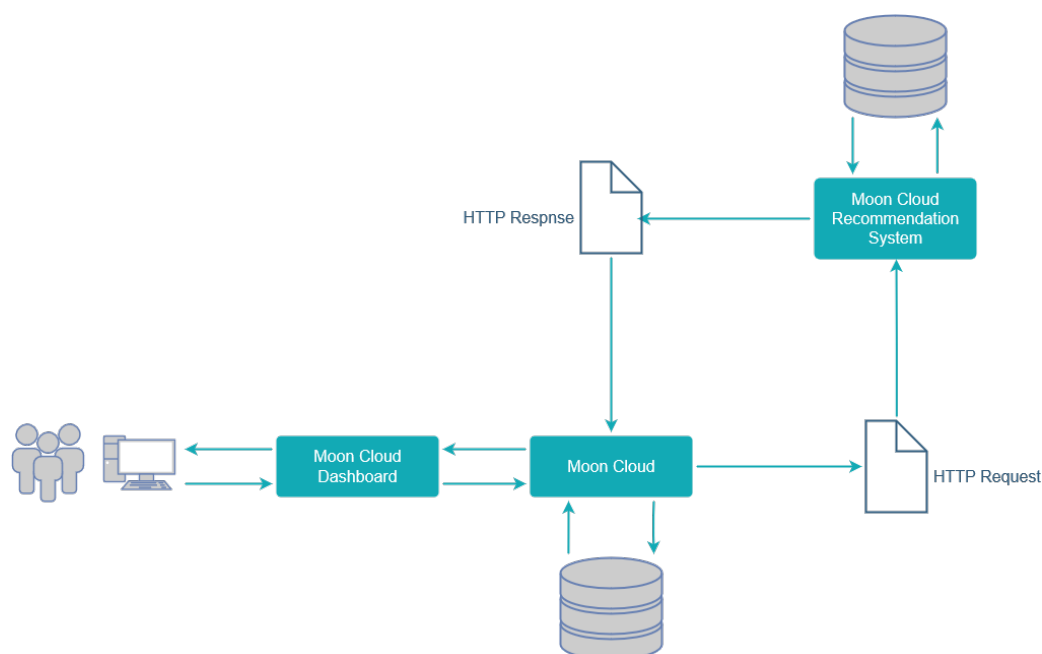 Moon Cloud
Recommendation
System
HTTP Respnse
Moon Cloud
Dashboard
Moon Cloud
HTTP Request